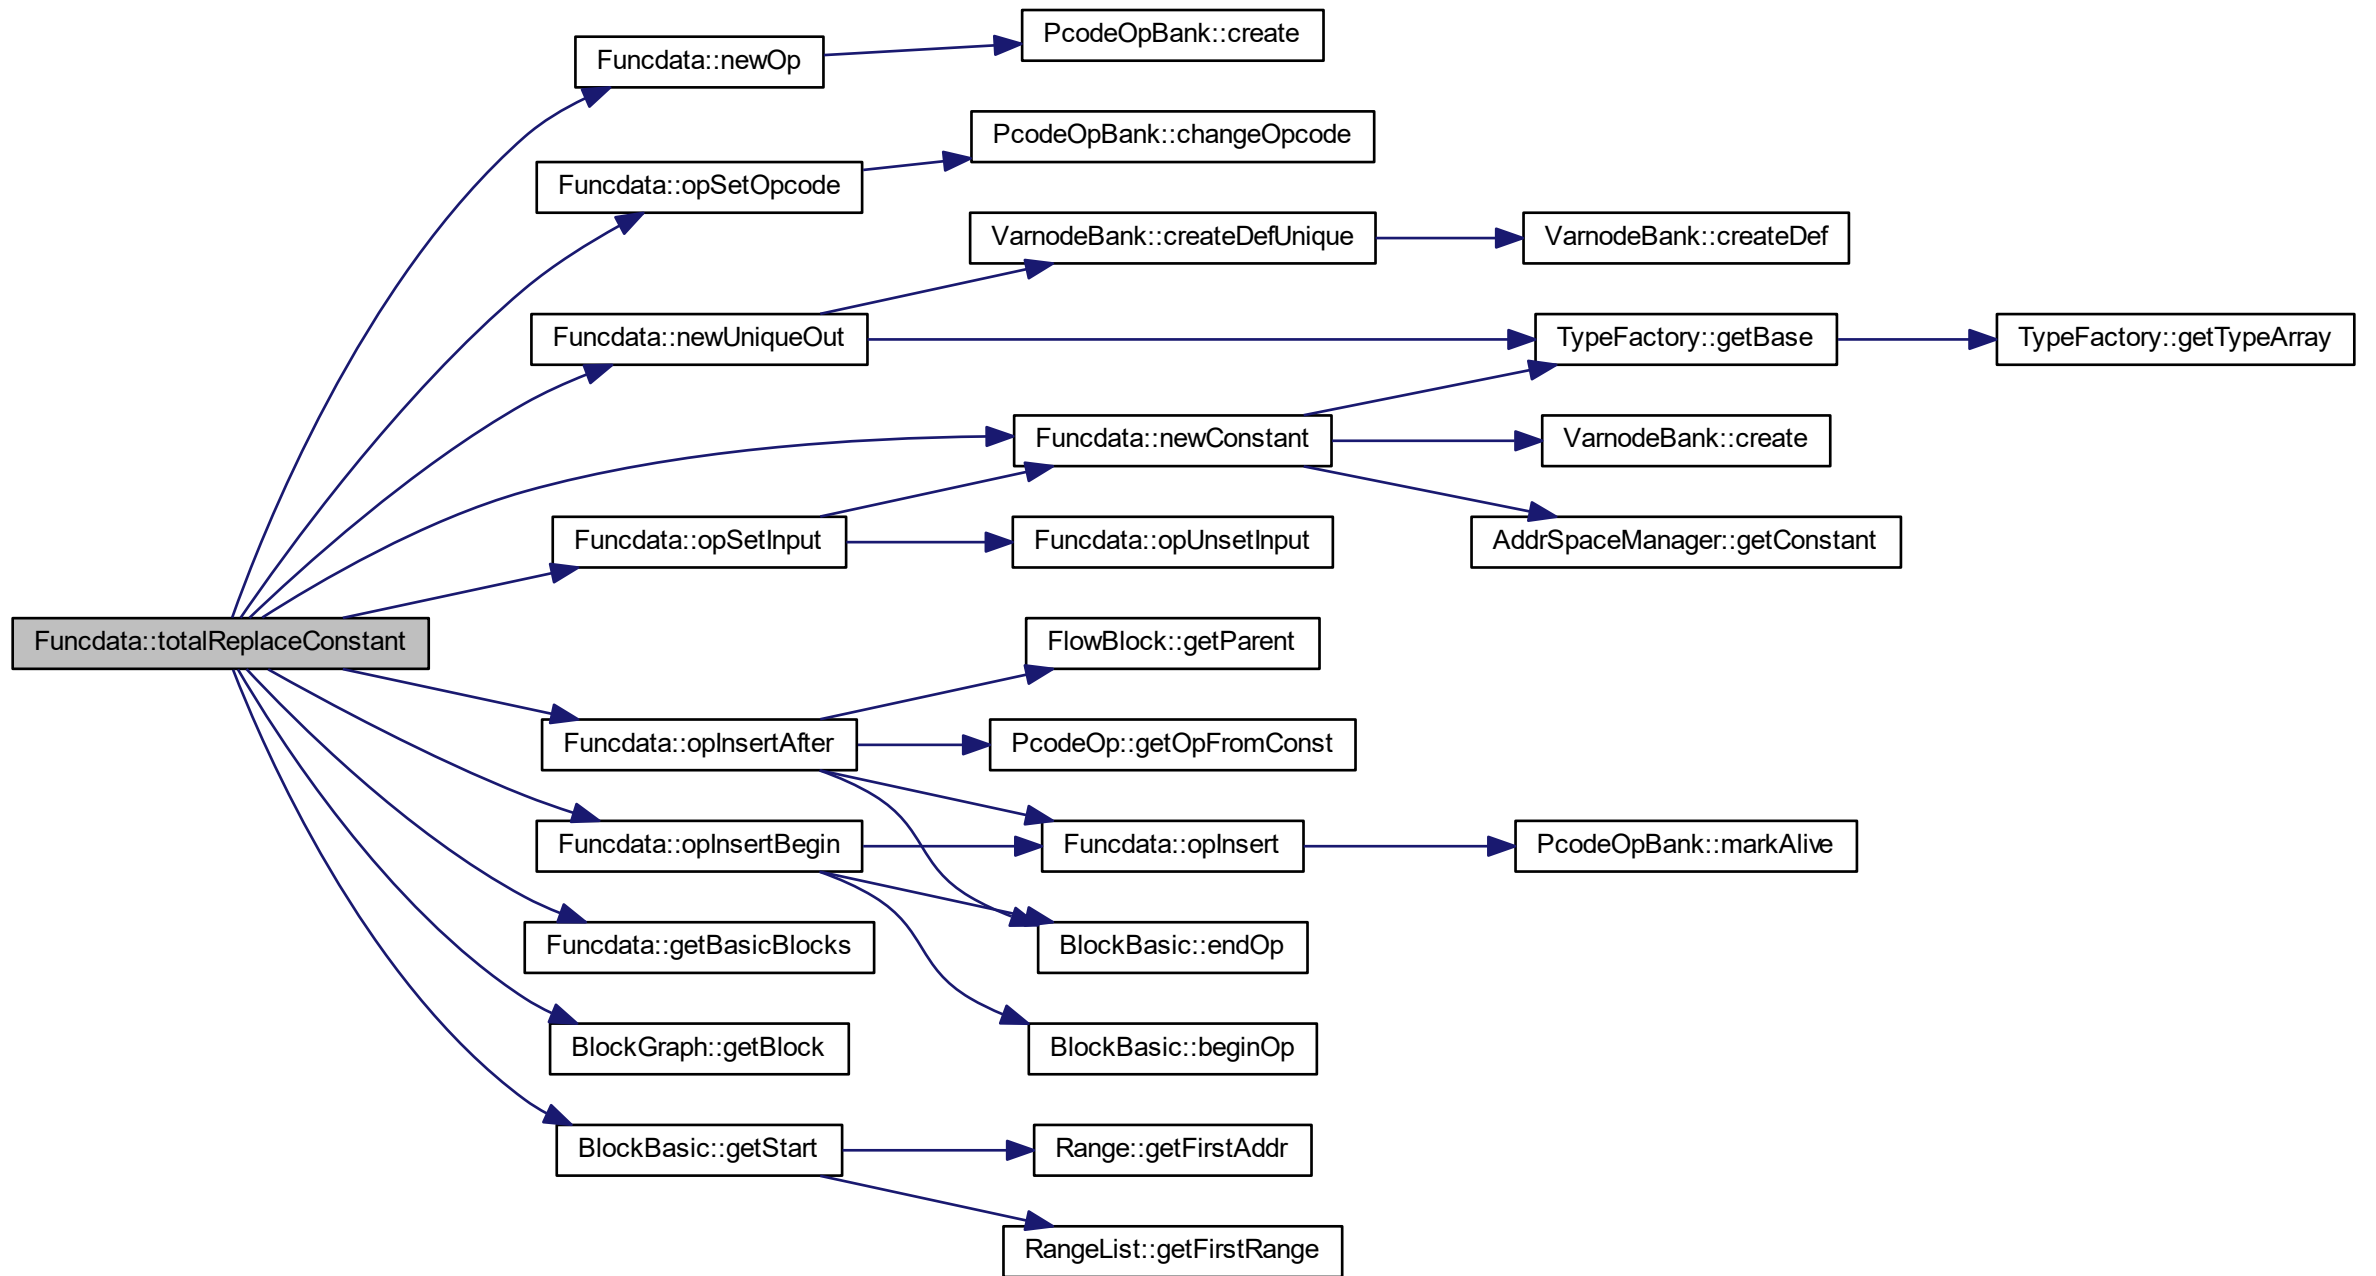 PcodeOpBank::create
Funcdata::newOp
PcodeOpBank::changeOpcode
Funcdata::opSetOpcode
VarnodeBank::createDefUnique
VarnodeBank::createDef
Funcdata::newUniqueOut
TypeFactory::getBase
TypeFactory::getTypeArray
Funcdata::newConstant
VarnodeBank::create
Funcdata::opSetInput
Funcdata::opUnsetInput
AddrSpaceManager::getConstant
Funcdata::totalReplaceConstant
FlowBlock::getParent
Funcdata::opInsertAfter
PcodeOp::getOpFromConst
Funcdata::opInsertBegin
Funcdata::opInsert
PcodeOpBank::markAlive
Funcdata::getBasicBlocks
BlockBasic::endOp
BlockGraph::getBlock
BlockBasic::beginOp
BlockBasic::getStart
Range::getFirstAddr
RangeList::getFirstRange